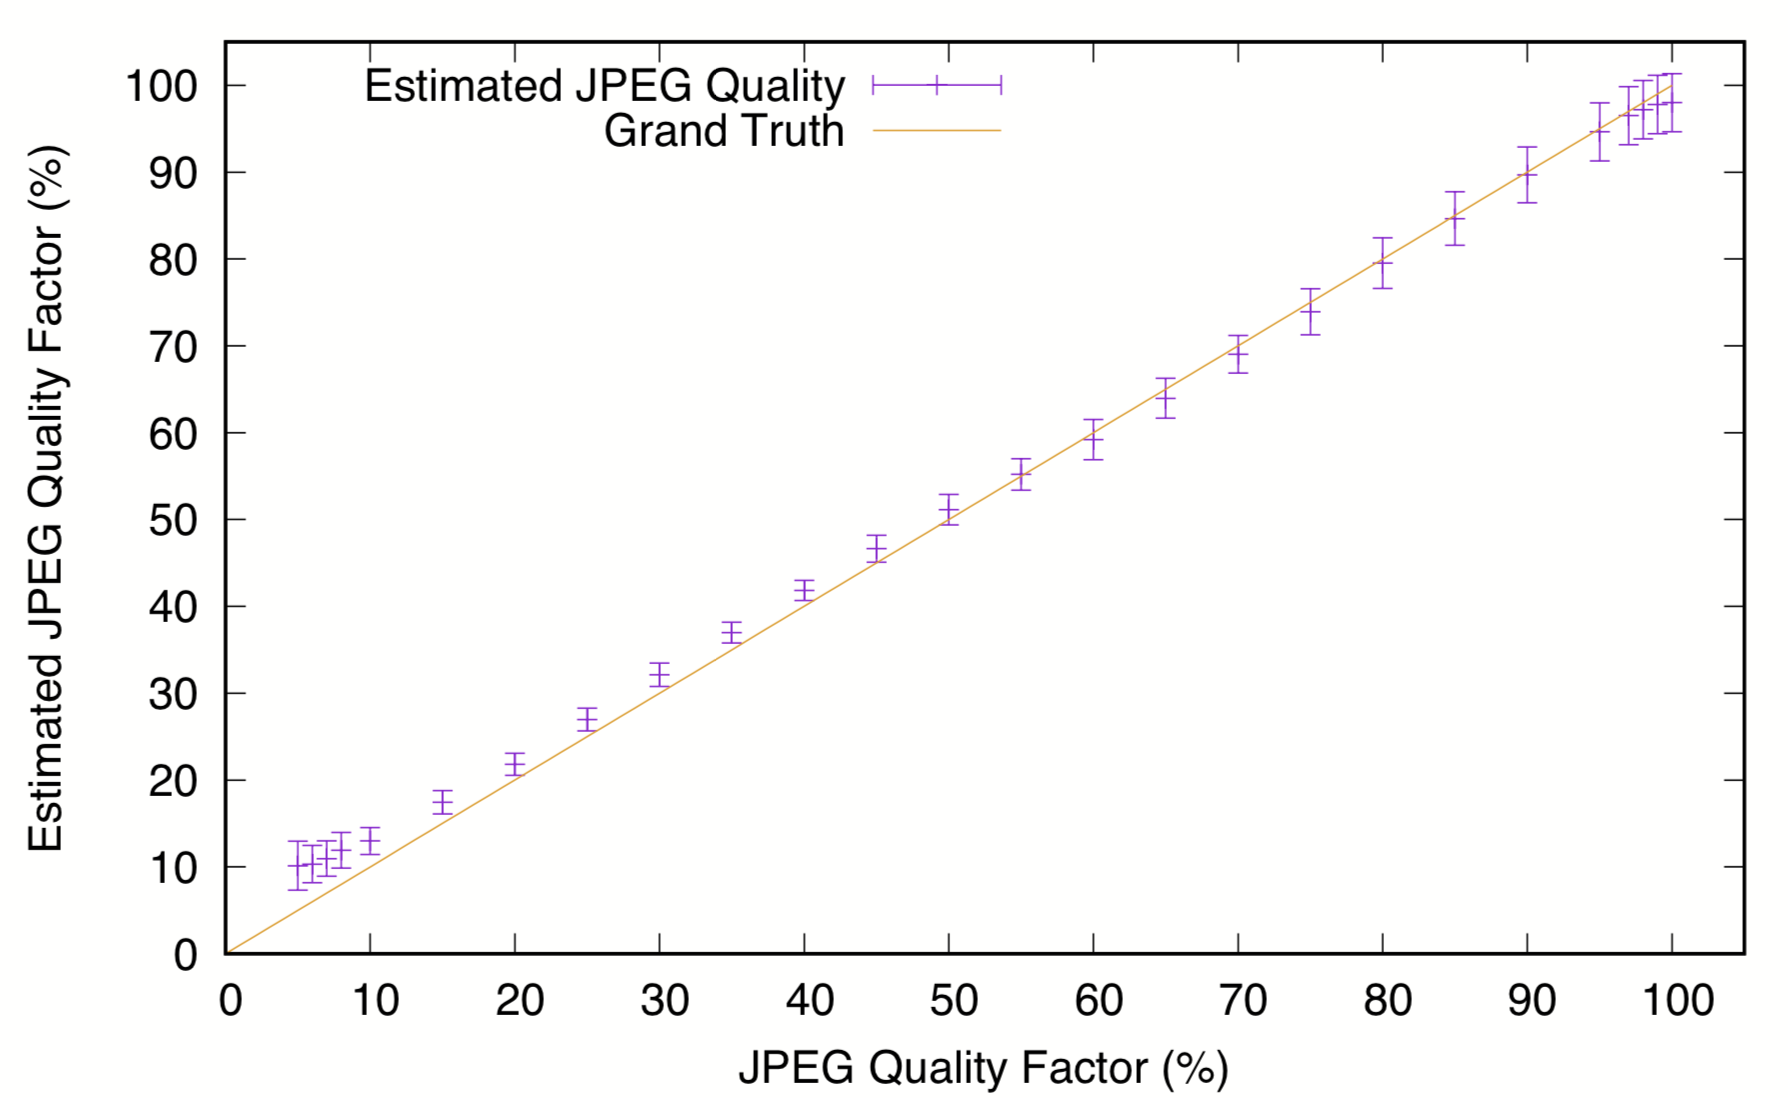 Estimated JPEG Quality
Grand Truth
Estimated JPEG Quality Factor (%)
100
90
80
70
60
50
40
30
20
10
0
0 10 20 30 40 50 60 70 80 90 100
JPEG Quality Factor (%)